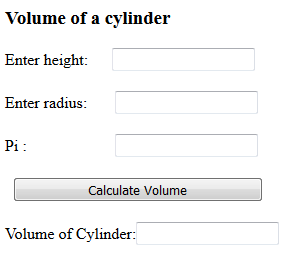 Volume of a cylinder
Enter height:
Enter radius:
Pi :
Calculate Volume
Volume of Cylinder: